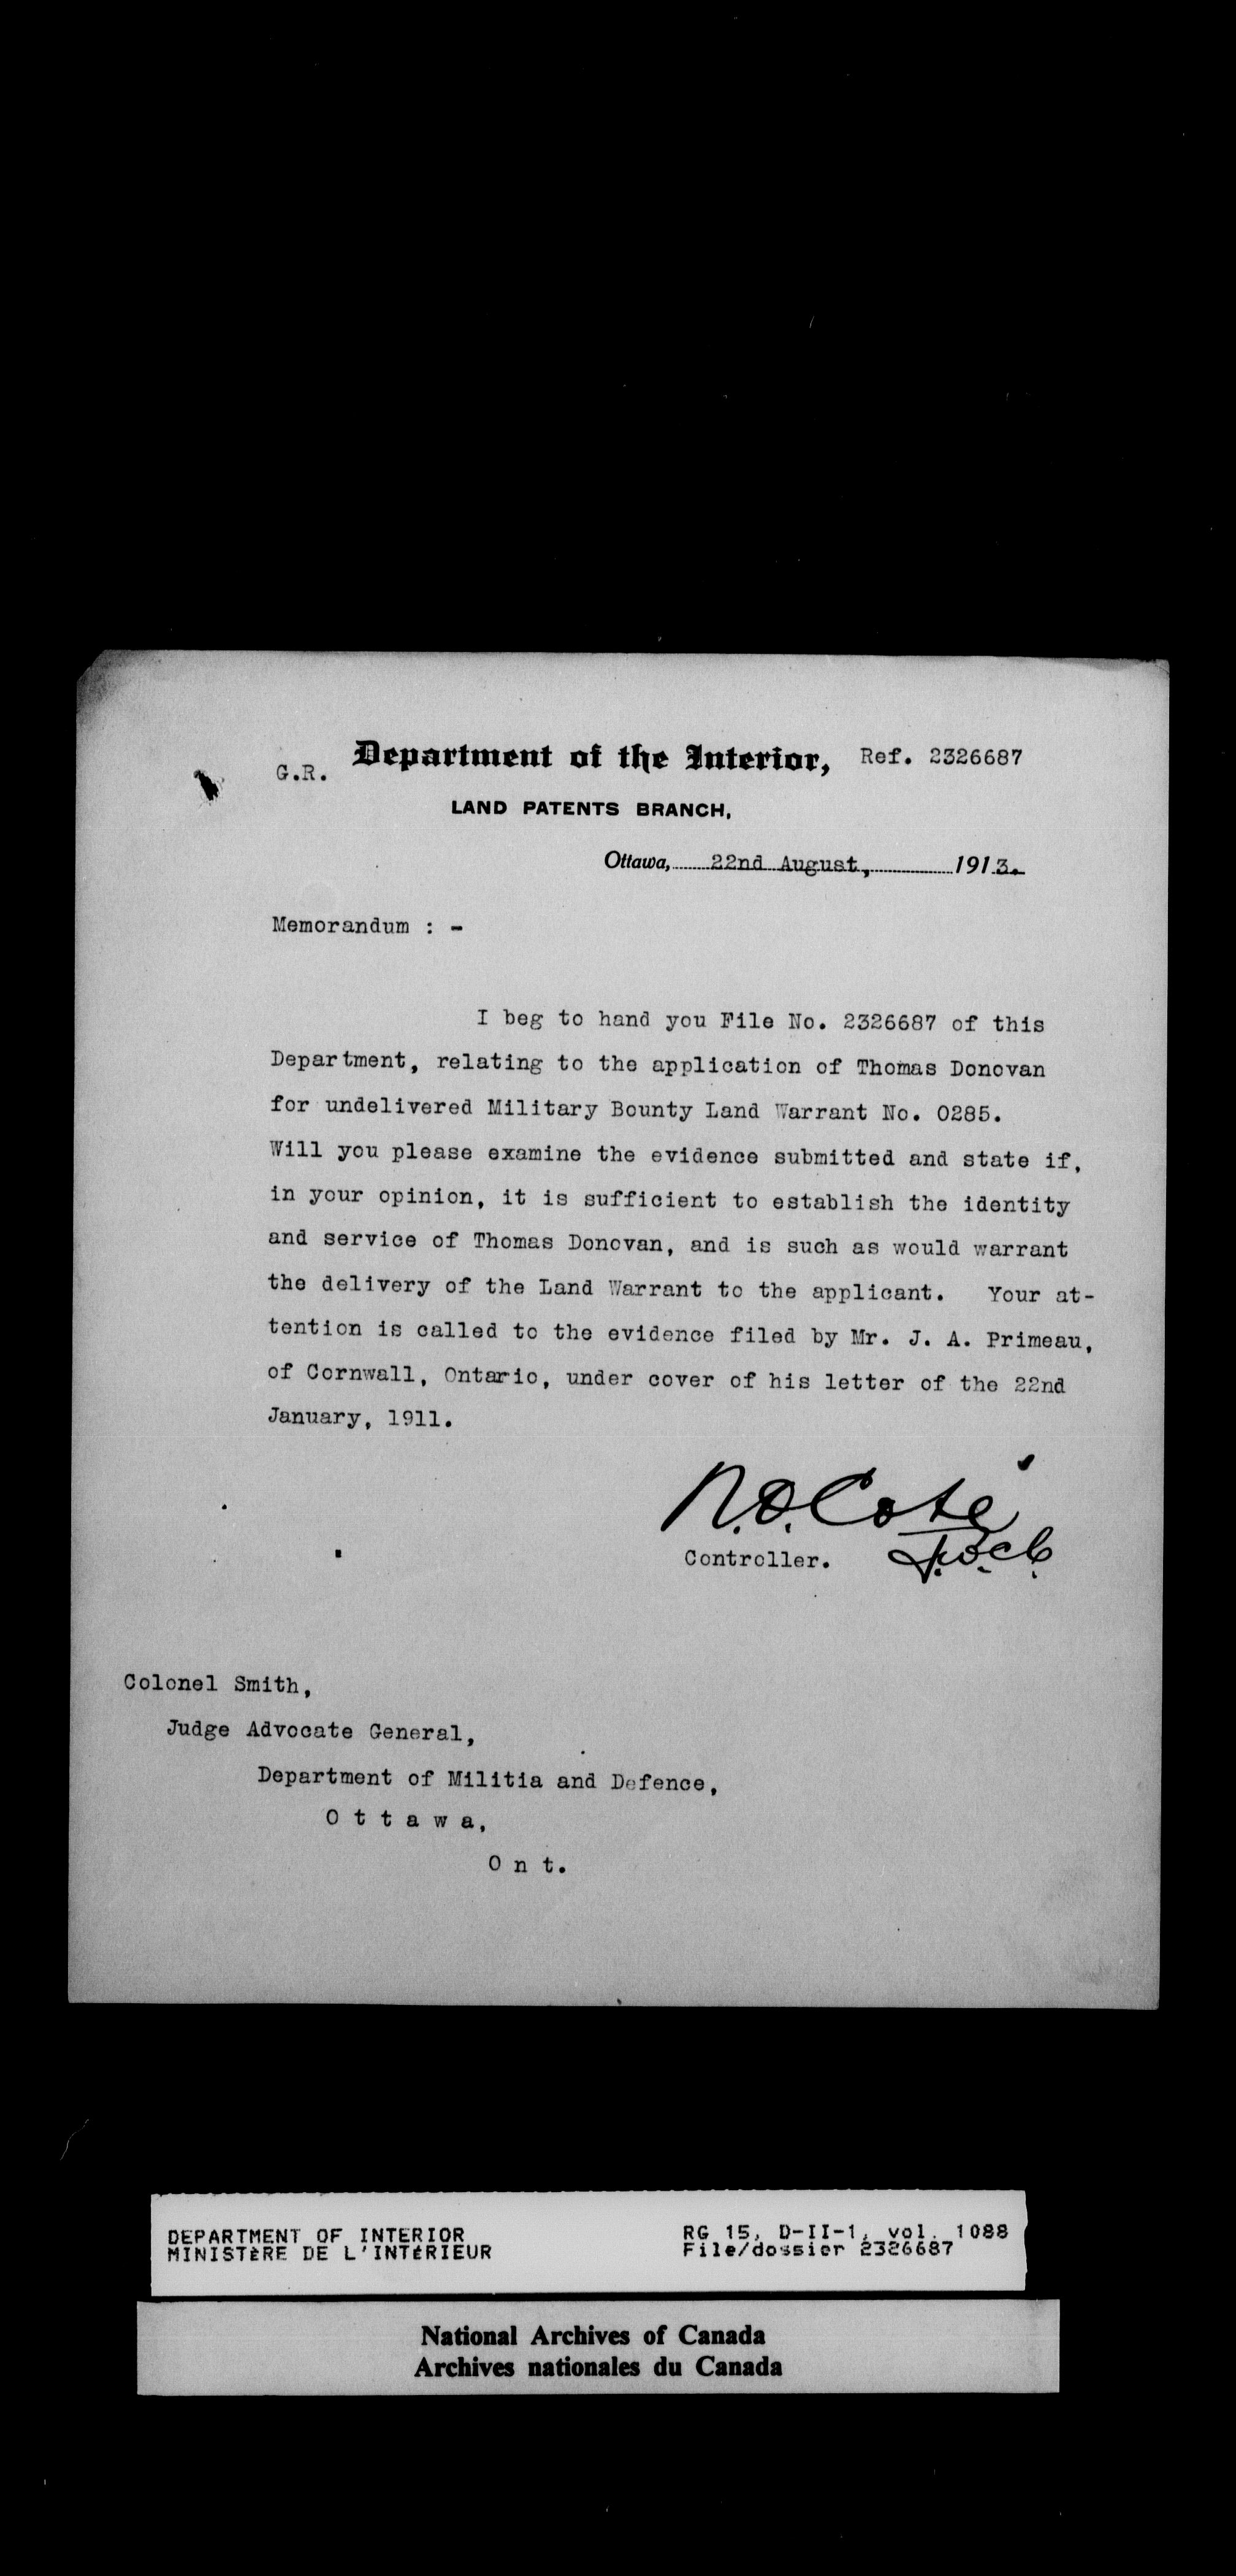 G.R. Department of the Interior, Ref. 2326687
LAND PATENTS BRANCH,
Ottawa, 22nd August, 1913.
Memorandum : -
I beg to hand you File No. 2326687 of this
Department, relating to the application of Thomas Donovan
for undelivered Military Bounty Land Warrant No. 0285.
Will you please examine the evidence submitted and state if,
in your opinion, it is sufficient to establish the identity
and service of Thomas Donovan, and is such as would warrant
the delivery of the Land Warrant to the applicant. Your at-
tention is called to the evidence filed by Mr. J. A. Primeau,
of Cornwall, Ontario, under cover of his letter of the 22nd
January, 1911.
N.O. Coté
Controller.
Colonel Smith,
Judge Advocate General,
Department of Militia and Defence,
O t t a w a,
O n t.
DEPARTMENT OF INTERIOR
MINISTÈRE DE L'INTÉRIEUR
RG 15, D-II-1, vol. 1088
File/dossier 2326687
National Archives of Canada
Archives nationales du Canada